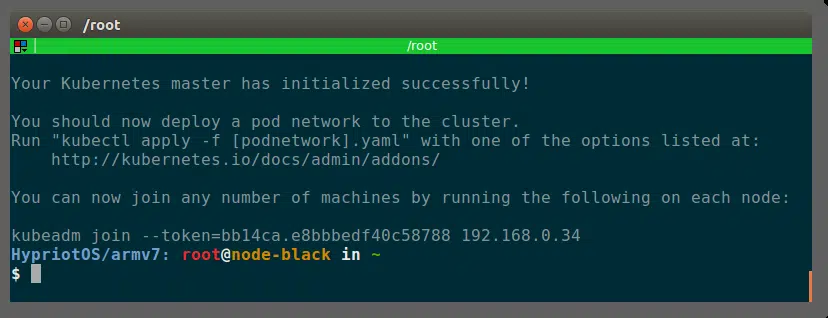 /root
/root
Your Kubernetes master has initialized successfully!
You should now deploy a pod network to the cluster.
Run "kubectl apply -f [podnetwork].yaml" with one of the options listed at:
    http://kubernetes.io/docs/admin/addons/
You can now join any number of machines by running the following on each node:
kubeadm join --token=bb14ca.e8bbbedf40c58788 192.168.0.34
HypriotOS/armv7: root@node-black in ~
$